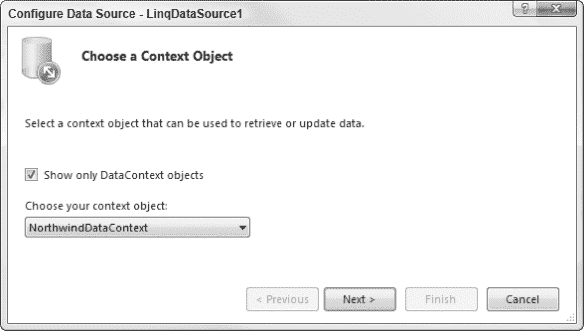 Configure Data Source - LinqDataSource1
Choose a Context Object
Select a context object that can be used to retrieve or update data.
Show only DataContext objects
Choose your context object:
NorthwindDataContext
< Previous
Next >
Finish
Cancel